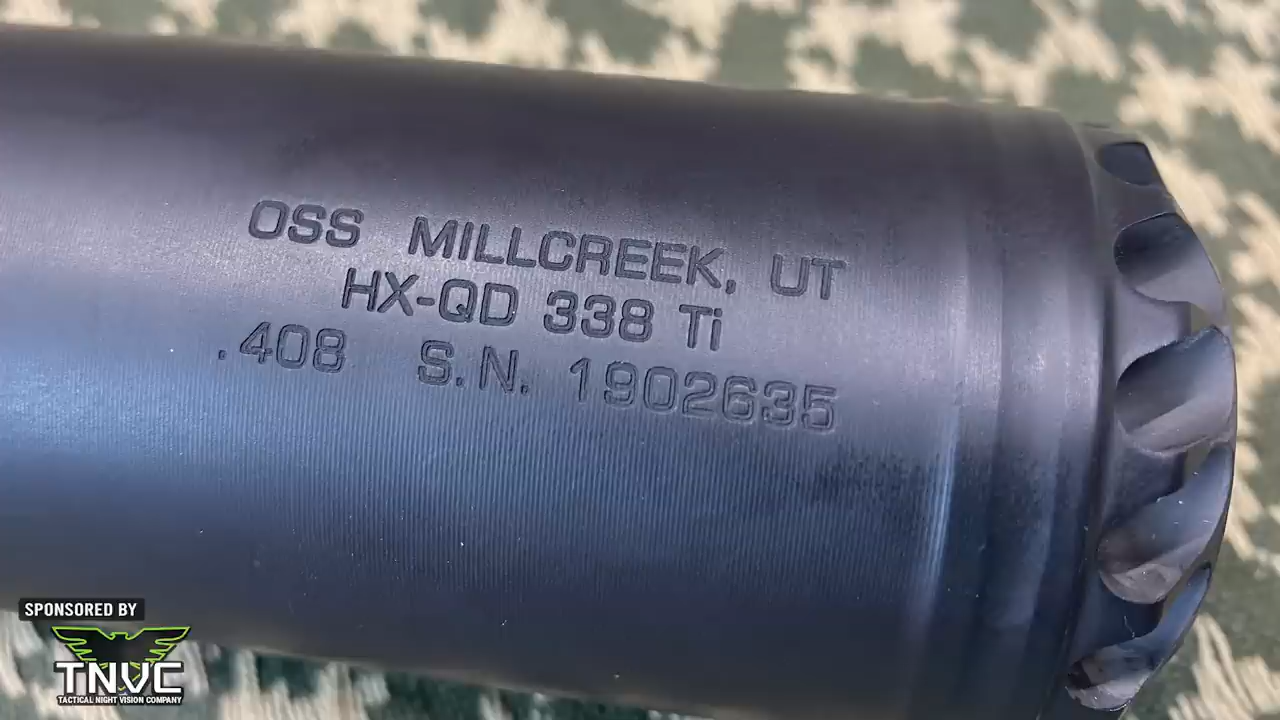 OSS MILLCREEK, UT
HX-QD 338 Ti
.408 S.N. 1902635
SPONSORED BY
TNVC
TACTICAL NIGHT VISION COMPANY